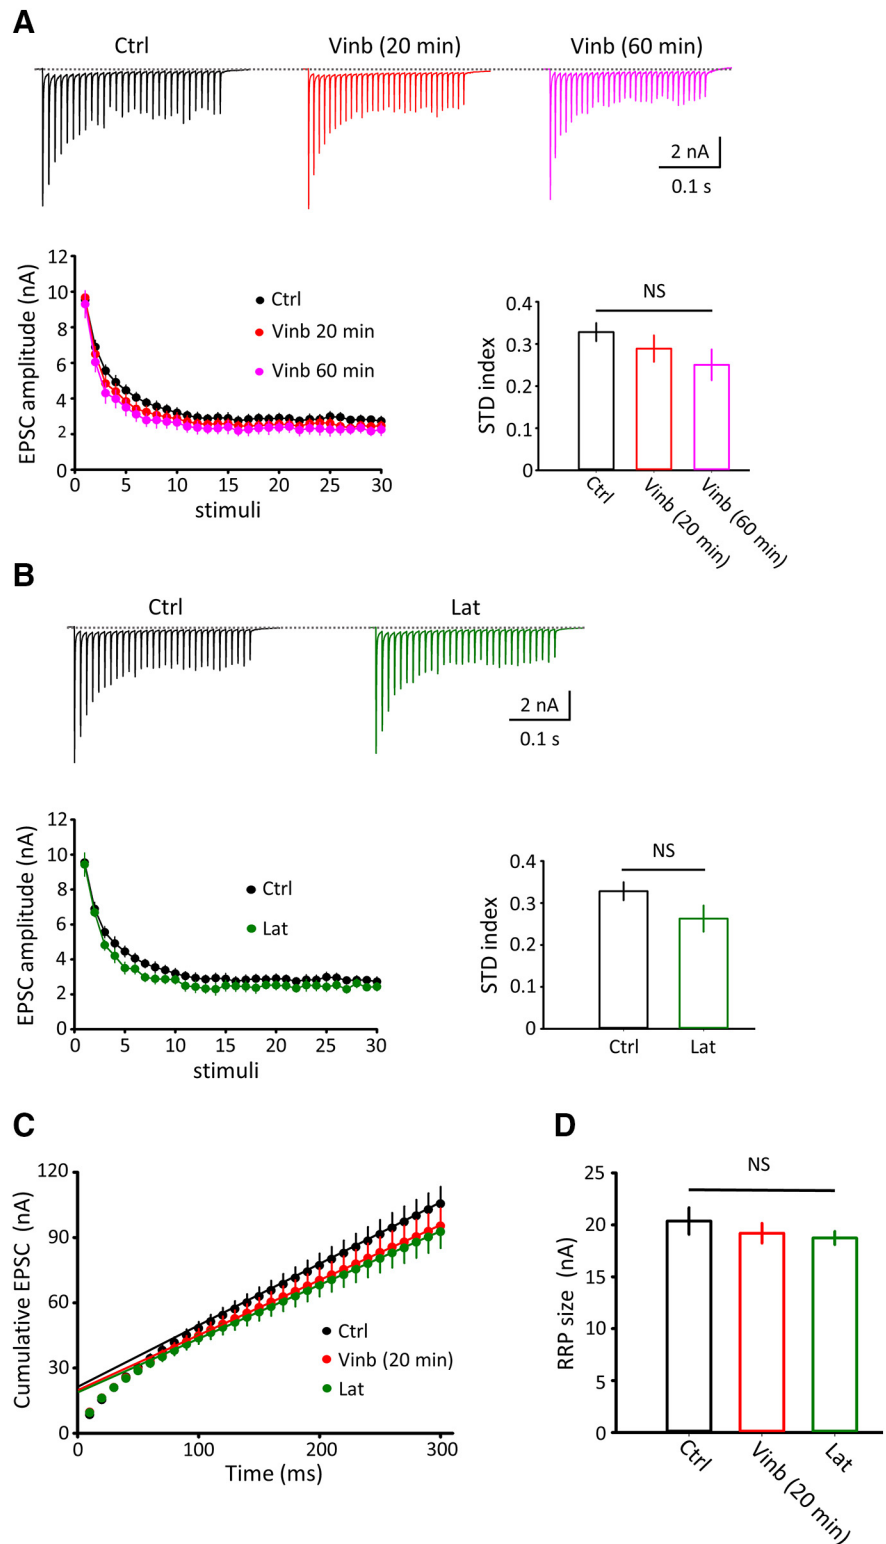 A
Ctrl
Vinb (20 min)
Vinb (60 min)
2 nA
0.1 s
12
10
8
6
4
2
0
EPSC amplitude (nA)
Ctrl
Vinb 20 min
Vinb 60 min
0 5 10 15 20 25 30
stimuli
0.4
0.3
0.2
0.1
0
STD index
NS
Ctrl
Vinb (20 min)
Vinb (60 min)
B
Ctrl
Lat
2 nA
0.1 s
12
10
8
6
4
2
0
EPSC amplitude (nA)
Ctrl
Lat
0 5 10 15 20 25 30
stimuli
0.4
0.3
0.2
0.1
0
STD index
NS
Ctrl
Lat
C
120
90
60
30
0
Cumulative EPSC (nA)
Ctrl
Vinb (20 min)
Lat
0 100 200 300
Time (ms)
D
25
20
15
10
5
0
RRP size (nA)
NS
Ctrl
Vinb (20 min)
Lat